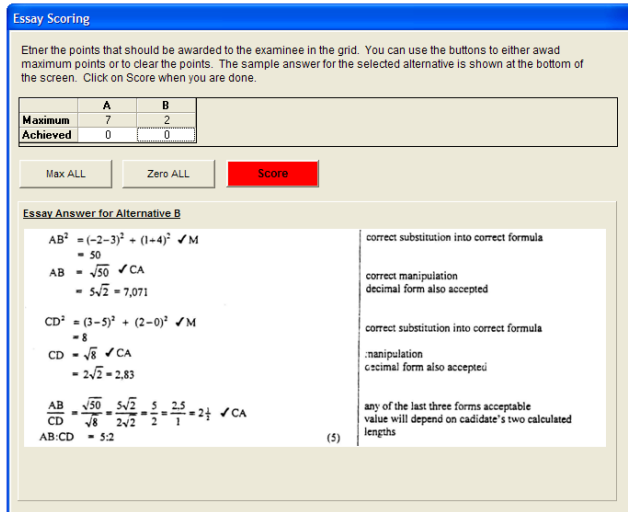 Essay Scoring
Etner the points that should be awarded to the examinee in the grid. You can use the buttons to either awad
maximum points or to clear the points. The sample answer for the selected alternative is shown at the bottom of
the screen. Click on Score when you are done.
A B
Maximum 7 2
Achieved 0 0
Max ALL Zero ALL Score
Essay Answer for Alternative B
AB² = (-2-3)² + (1+4)² ✓M correct substitution into correct formula
= 50
AB = √50 ✓CA correct manipulation
= 5√2 = 7,071 decimal form also accepted
CD² = (3-5)² + (2-0)² ✓M correct substitution into correct formula
= 8
CD = √8 ✓CA manipulation
= 2√2 = 2,83 decimal form also accepted
AB/CD = √50/√8 = 5√2/2√2 = 5/2 = 2,5/1 = 2½ ✓CA any of the last three forms acceptable
value will depend on cadidate's two calculated
AB:CD = 5:2 (5) lengths